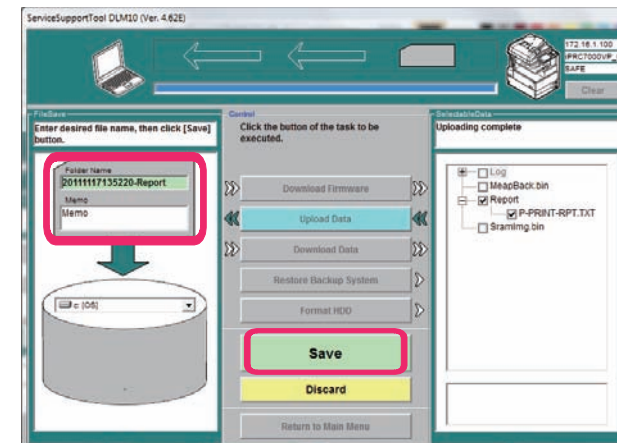 ServiceSupportTool DLM10 (Ver. 4.62E)
172.16.1.100
iPRC7000VP_
SAFE
Clear
FileSave
Enter desired file name, then click [Save]
button.
Folder Name
20111117135220-Report
Memo
Memo
c [OS]
Control
Click the button of the task to be
executed.
Download Firmware
Upload Data
Download Data
Restore Backup System
Format HDD
Save
Discard
Return to Main Menu
SelectableData
Uploading complete
Log
MeapBack.bin
Report
P-PRINT-RPT.TXT
SramImg.bin